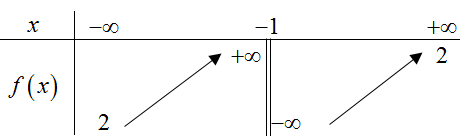 x −∞ −1 +∞
+∞ 2
f(x)
2 −∞